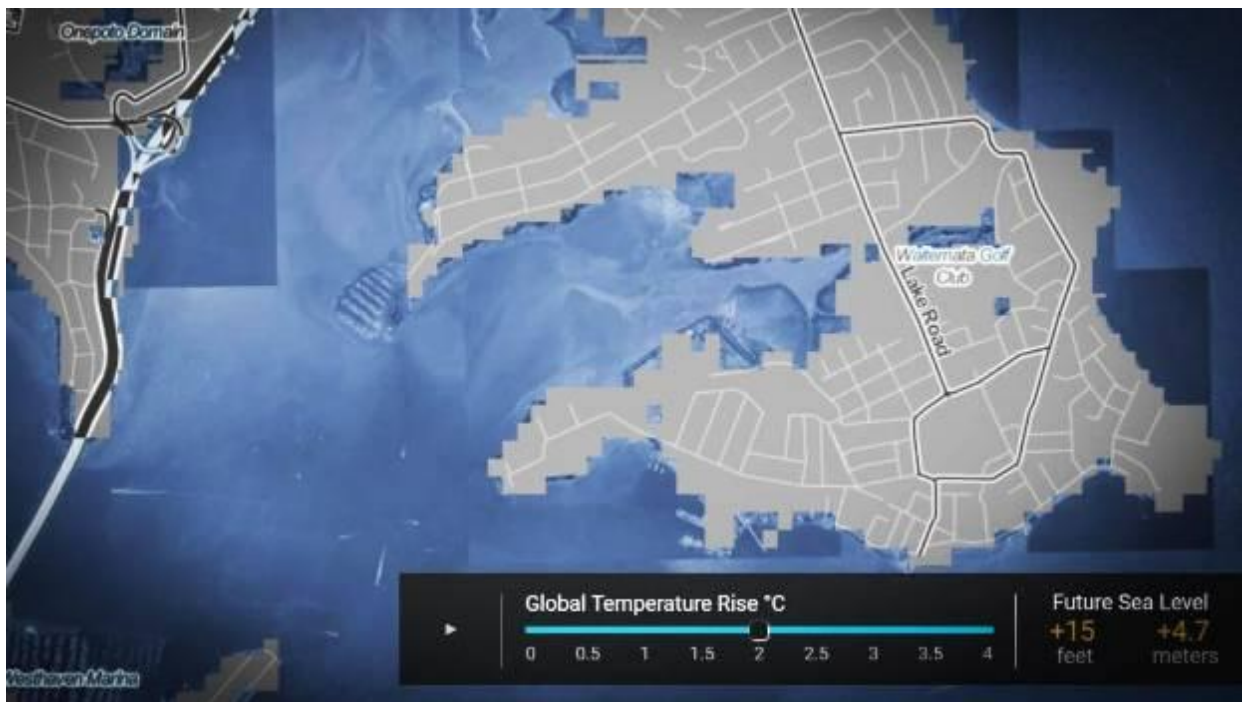 Onepoto Domain
Waitemata Golf
Club
Lake Road
Westhaven Marina
Global Temperature Rise °C
0 0.5 1 1.5 2 2.5 3 3.5 4
Future Sea Level
+15 +4.7
feet meters